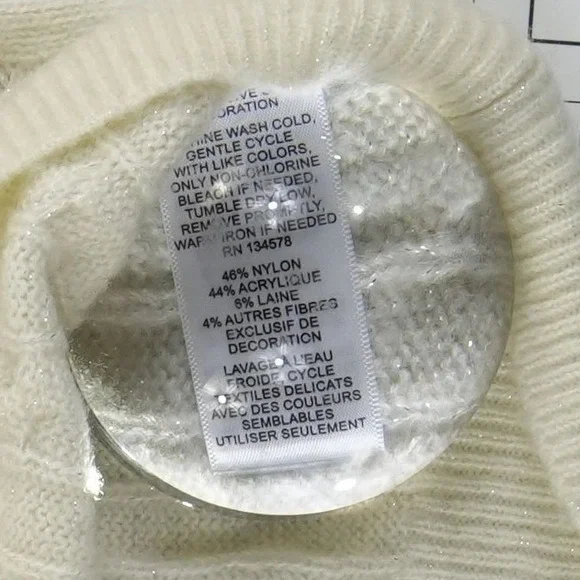 ORATION
INE WASH COLD,
GENTLE CYCLE
WITH LIKE COLORS,
ONLY NON-CHLORINE
BLEACH IF NEEDED,
TUMBLE DRY LOW,
REMOVE PROMPTLY,
WARM IRON IF NEEDED
RN 134578
46% NYLON
44% ACRYLIQUE
6% LAINE
4% AUTRES FIBRES
EXCLUSIF DE
DECORATION
LAVAGE A L'EAU
FROIDE, CYCLE
TEXTILES DELICATS
AVEC DES COULEURS
SEMBLABLES
UTILISER SEULEMENT